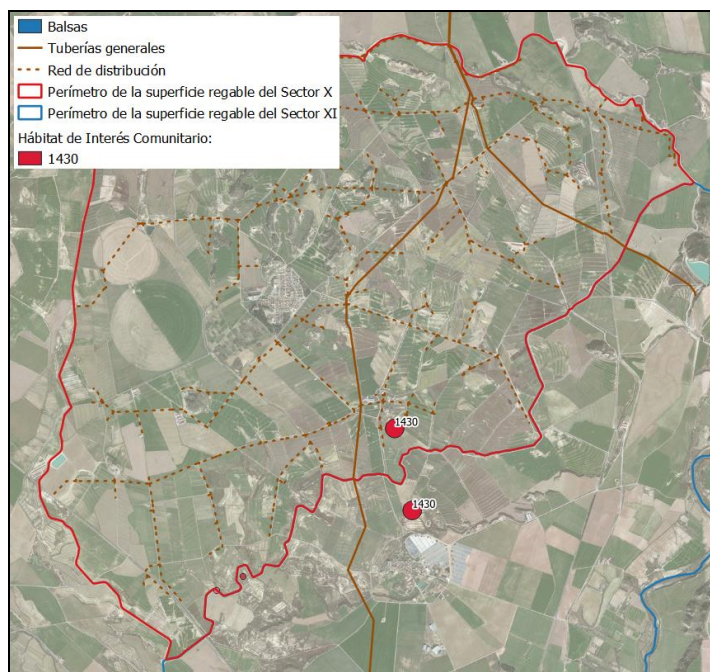 Balsas
Tuberías generales
Red de distribución
Perímetro de la superficie regable del Sector X
Perímetro de la superficie regable del Sector XI
Hábitat de Interés Comunitario:
1430
1430
1430